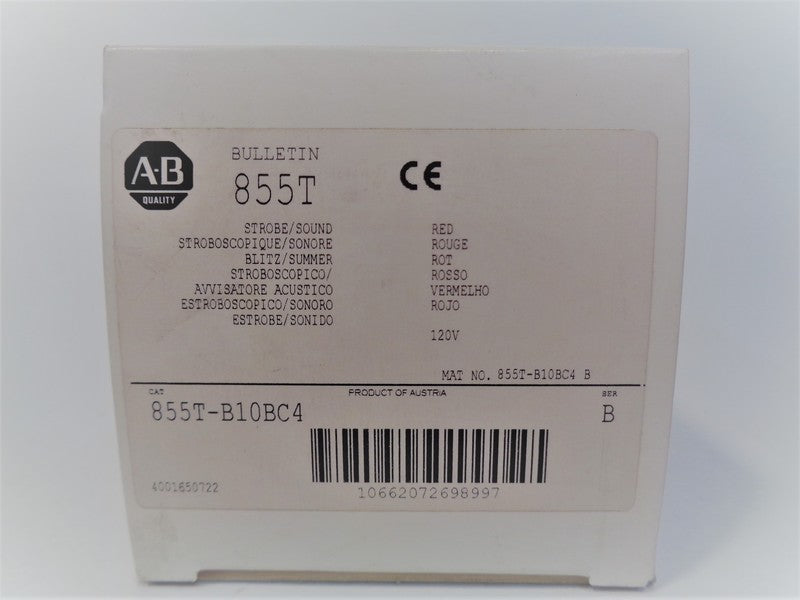 A-B
QUALITY
BULLETIN
855T
CE
STROBE/SOUND
STROBOSCOPIQUE/SONORE
BLITZ/SUMMER
STROBOSCOPICO/
AVVISATORE ACUSTICO
ESTROBOSCOPICO/SONORO
ESTROBE/SONIDO
RED
ROUGE
ROT
ROSSO
VERMELHO
ROJO
120V
MAT NO. 855T-B10BC4 B
CAT
PRODUCT OF AUSTRIA
SER
855T-B10BC4
B
4001650722
10662072698997